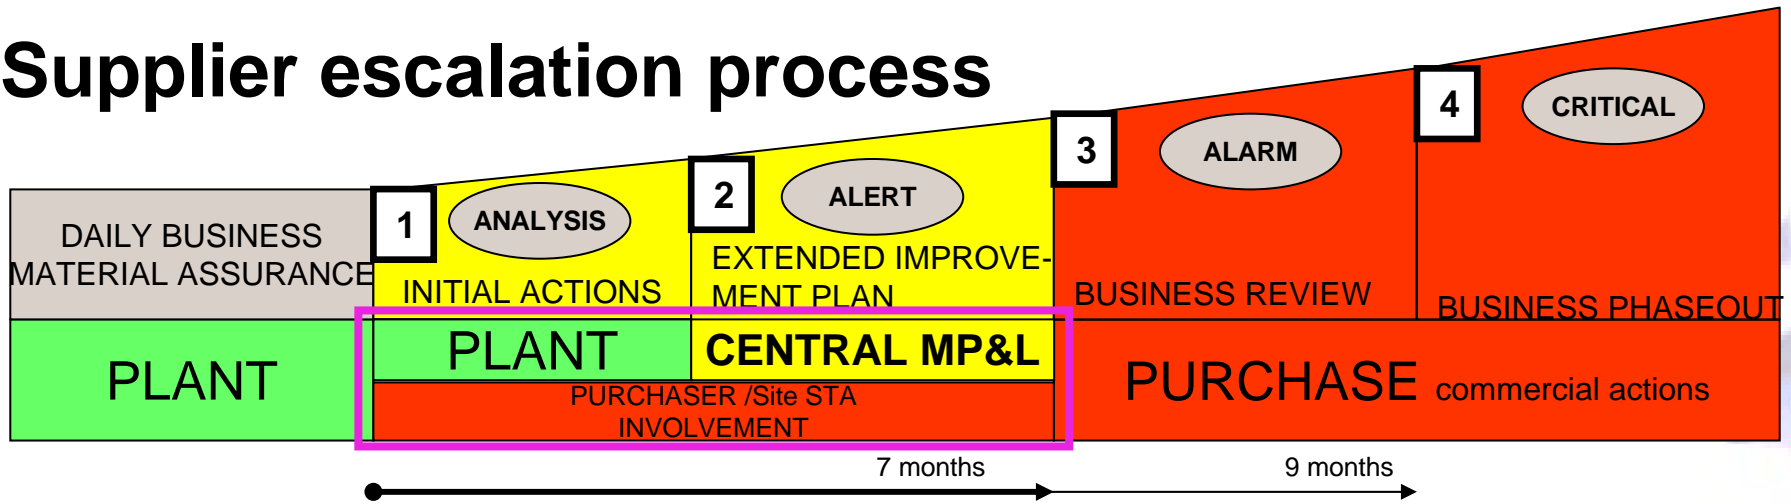 Supplier escalation process
DAILY BUSINESS
MATERIAL ASSURANCE
PLANT
1
ANALYSIS
INITIAL ACTIONS
PLANT
2
ALERT
EXTENDED IMPROVE-
MENT PLAN
CENTRAL MP&L
PURCHASER /Site STA
INVOLVEMENT
3
ALARM
BUSINESS REVIEW
4
CRITICAL
BUSINESS PHASEOUT
PURCHASE commercial actions
7 months
9 months